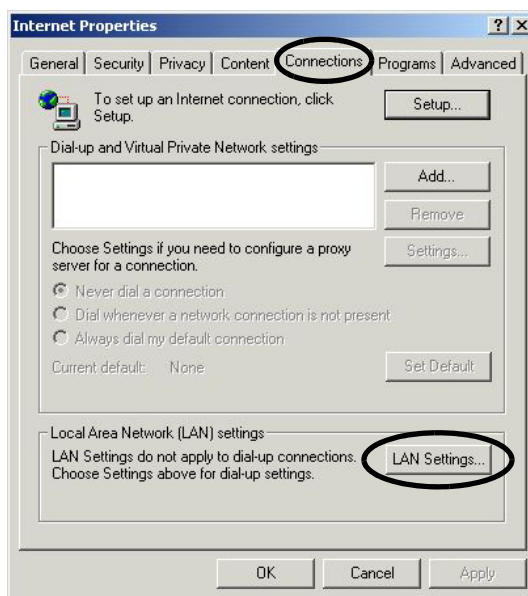 Internet Properties
General Security Privacy Content Connections Programs Advanced
To set up an Internet connection, click
Setup.
Setup...
Dial-up and Virtual Private Network settings
Add...
Remove
Choose Settings if you need to configure a proxy
server for a connection.
Settings...
Never dial a connection
Dial whenever a network connection is not present
Always dial my default connection
Current default: None
Set Default
Local Area Network (LAN) settings
LAN Settings do not apply to dial-up connections.
Choose Settings above for dial-up settings.
LAN Settings...
OK Cancel Apply